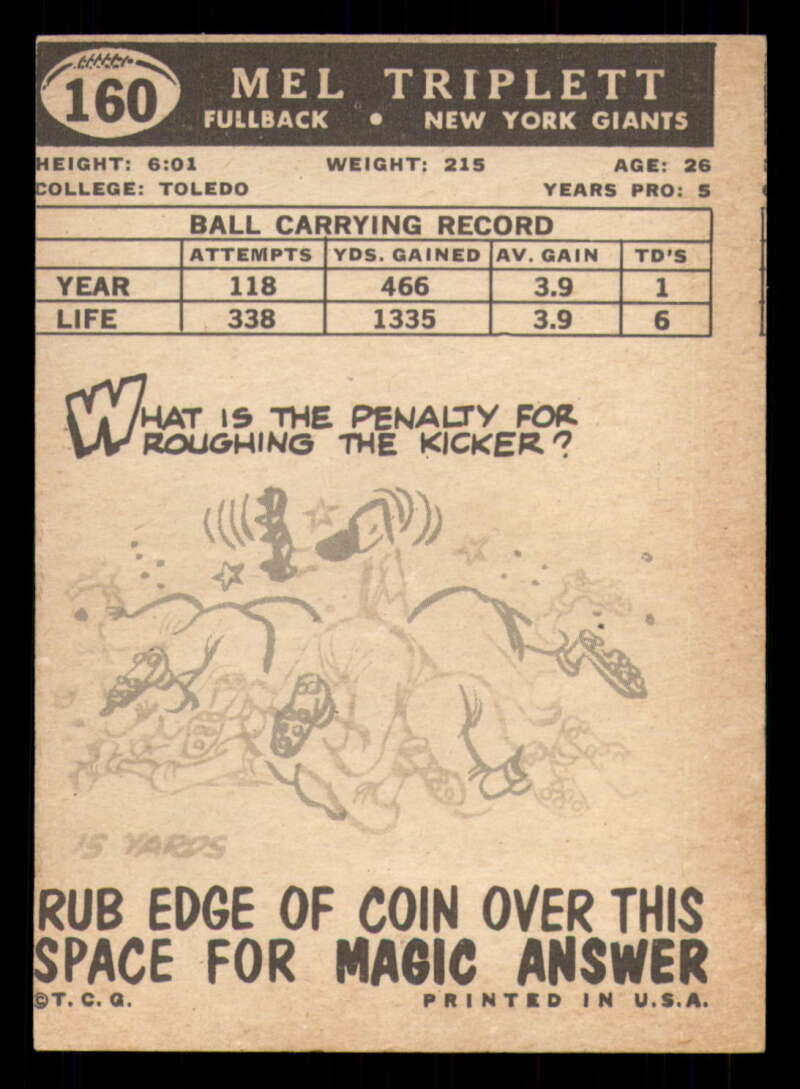 160
MEL TRIPLETT
FULLBACK • NEW YORK GIANTS
HEIGHT: 6:01 WEIGHT: 215 AGE: 26
COLLEGE: TOLEDO YEARS PRO: 5
BALL CARRYING RECORD
ATTEMPTS YDS. GAINED AV. GAIN TD'S
YEAR 118 466 3.9 1
LIFE 338 1335 3.9 6
WHAT IS THE PENALTY FOR
ROUGHING THE KICKER?
15 YARDS
RUB EDGE OF COIN OVER THIS
SPACE FOR MAGIC ANSWER
©T. C. G. PRINTED IN U.S.A.